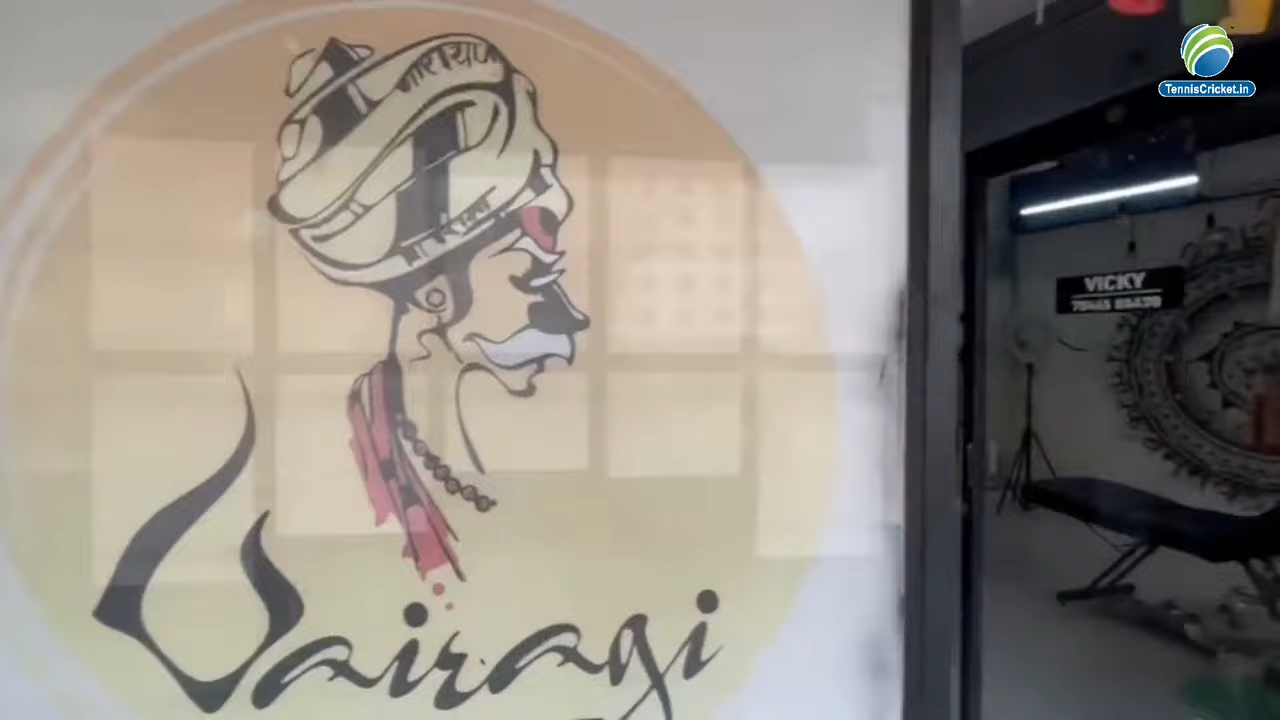 नारायण
Vairagi
VICKY
TennisCricket.in